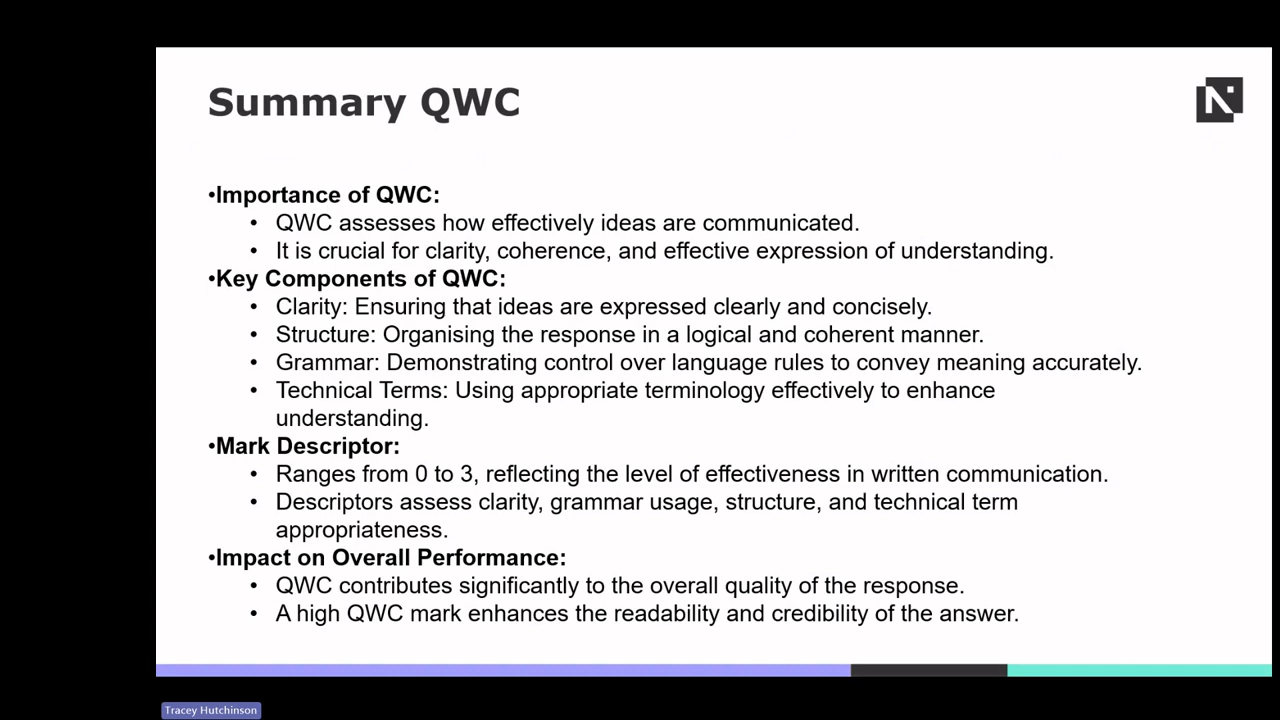 Summary QWC
N
•Importance of QWC:
• QWC assesses how effectively ideas are communicated.
• It is crucial for clarity, coherence, and effective expression of understanding.
•Key Components of QWC:
• Clarity: Ensuring that ideas are expressed clearly and concisely.
• Structure: Organising the response in a logical and coherent manner.
• Grammar: Demonstrating control over language rules to convey meaning accurately.
• Technical Terms: Using appropriate terminology effectively to enhance
understanding.
•Mark Descriptor:
• Ranges from 0 to 3, reflecting the level of effectiveness in written communication.
• Descriptors assess clarity, grammar usage, structure, and technical term
appropriateness.
•Impact on Overall Performance:
• QWC contributes significantly to the overall quality of the response.
• A high QWC mark enhances the readability and credibility of the answer.
Tracey Hutchinson